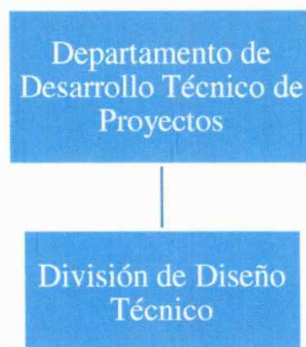 Departamento de
Desarrollo Técnico de
Proyectos
División de Diseño
Técnico